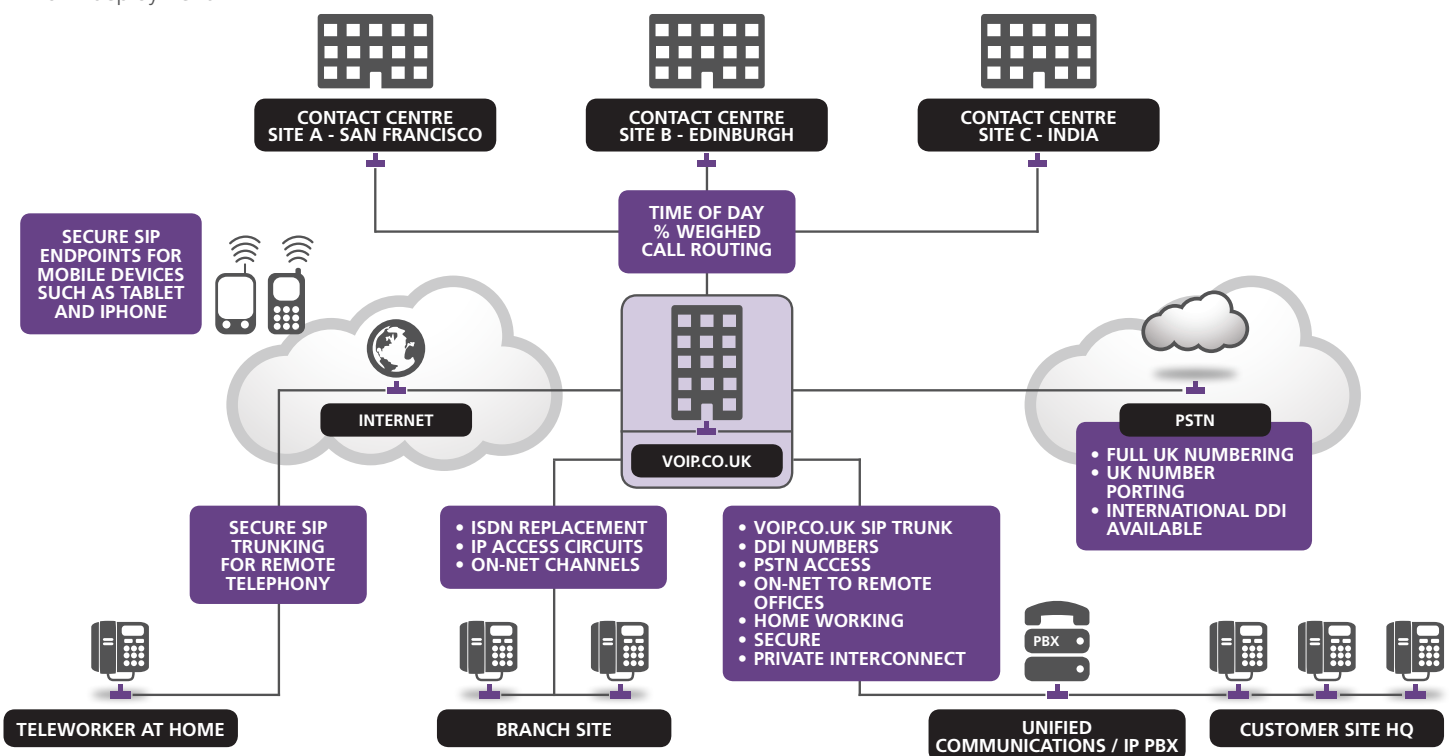 CONTACT CENTRE
SITE A - SAN FRANCISCO
CONTACT CENTRE
SITE B - EDINBURGH
CONTACT CENTRE
SITE C - INDIA
TIME OF DAY
% WEIGHED
CALL ROUTING
SECURE SIP
ENDPOINTS FOR
MOBILE DEVICES
SUCH AS TABLET
AND IPHONE
INTERNET
VOIP.CO.UK
PSTN
• FULL UK NUMBERING
• UK NUMBER
PORTING
• INTERNATIONAL DDI
AVAILABLE
SECURE SIP
TRUNKING
FOR REMOTE
TELEPHONY
• ISDN REPLACEMENT
• IP ACCESS CIRCUITS
• ON-NET CHANNELS
• VOIP.CO.UK SIP TRUNK
• DDI NUMBERS
• PSTN ACCESS
• ON-NET TO REMOTE
OFFICES
• HOME WORKING
• SECURE
• PRIVATE INTERCONNECT
PBX
TELEWORKER AT HOME
BRANCH SITE
UNIFIED
COMMUNICATIONS / IP PBX
CUSTOMER SITE HQ